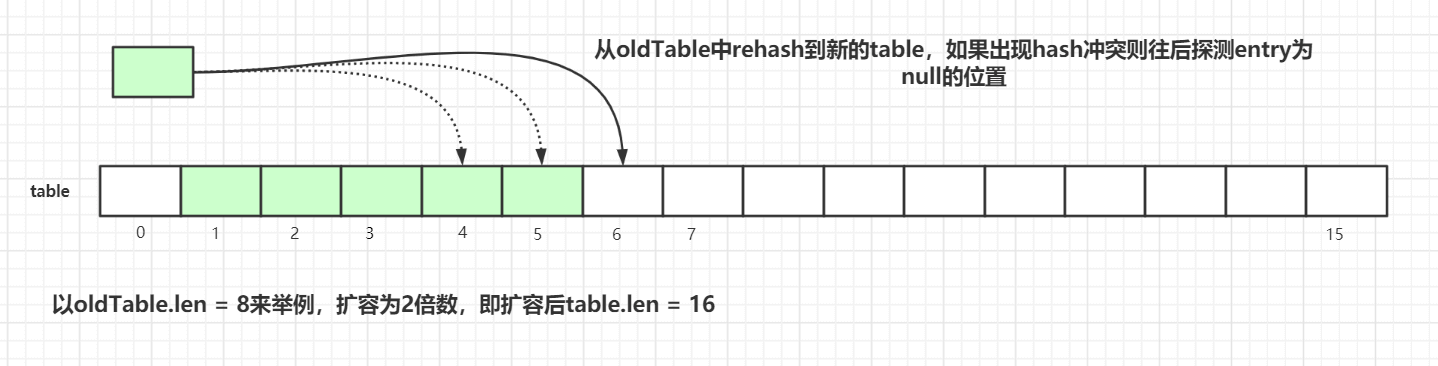 从oldTable中rehash到新的table，如果出现hash冲突则往后探测entry为
null的位置
table
0 1 2 3 4 5 6 7 15
以oldTable.len = 8来举例，扩容为2倍数，即扩容后table.len = 16